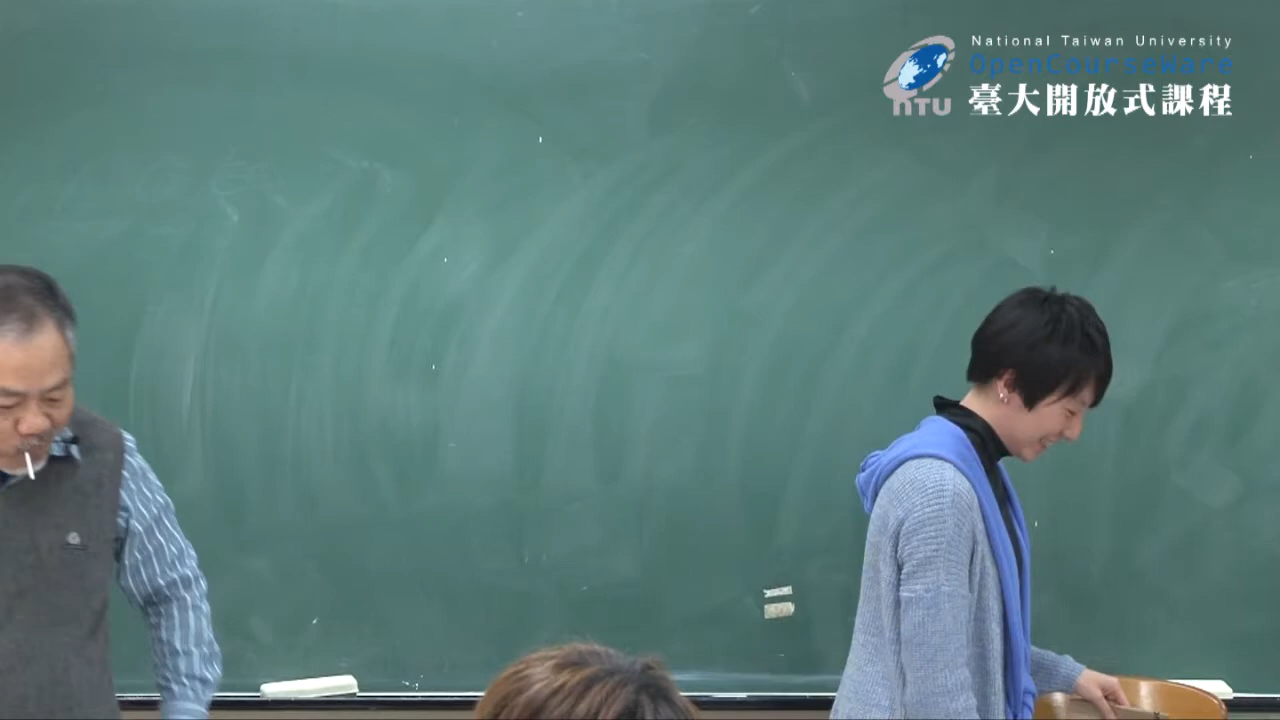 National Taiwan University
OpenCourseWare
臺大開放式課程
NTU